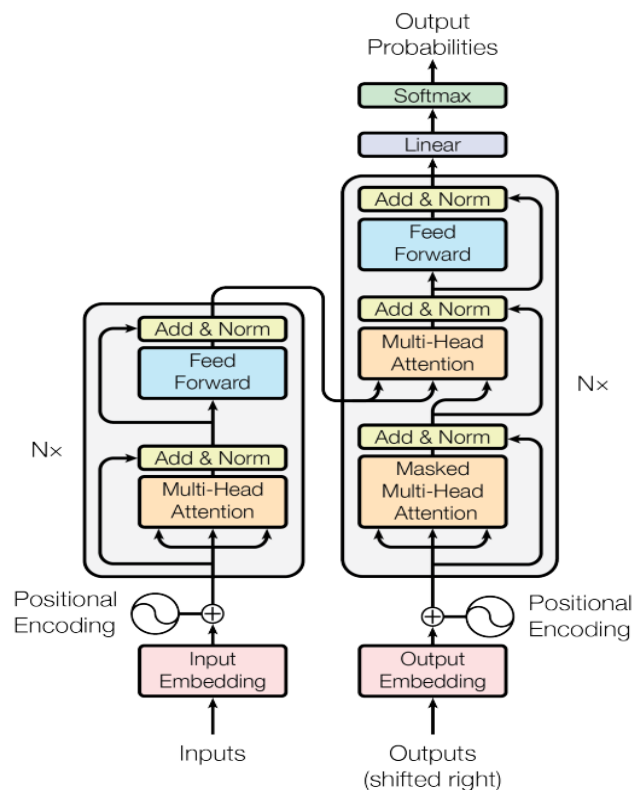 Output
Probabilities
Softmax
Linear
Add & Norm
Feed
Forward
Add & Norm
Multi-Head
Attention
Add & Norm
Masked
Multi-Head
Attention
N×
Add & Norm
Feed
Forward
Add & Norm
Multi-Head
Attention
N×
Positional
Encoding
Positional
Encoding
Input
Embedding
Output
Embedding
Inputs
Outputs
(shifted right)